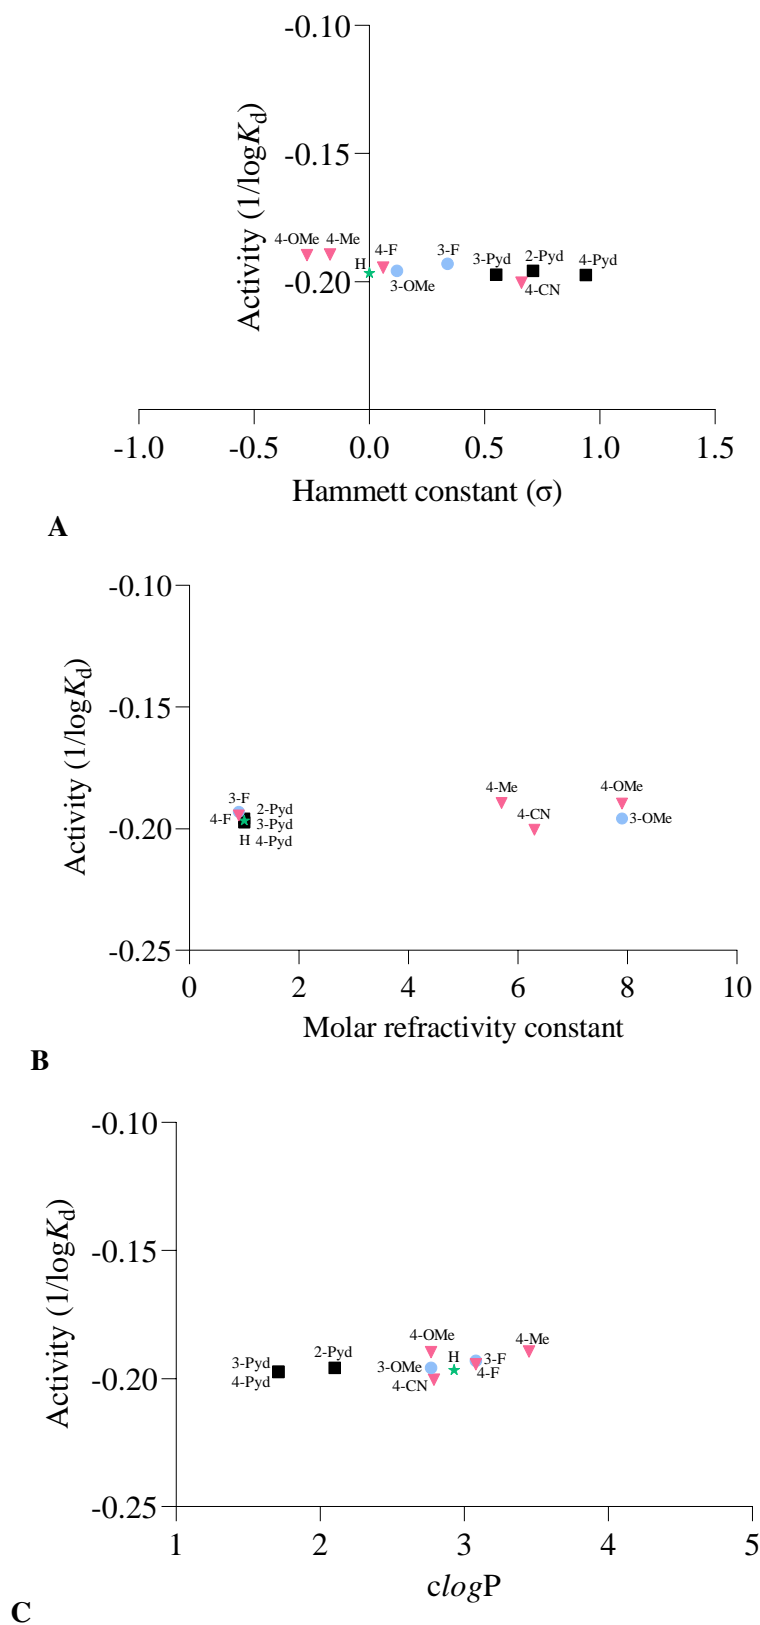 -0.10
-0.15
-0.20
Activity (1/logKd)
4-OMe 4-Me
H
4-F
3-OMe
3-F
3-Pyd
2-Pyd
4-CN
4-Pyd
-1.0 -0.5 0.0 0.5 1.0 1.5
Hammett constant (σ)
A
-0.10
-0.15
-0.20
-0.25
Activity (1/logKd)
3-F
4-F
2-Pyd
3-Pyd
H 4-Pyd
4-Me
4-CN
4-OMe
3-OMe
0 2 4 6 8 10
Molar refractivity constant
B
-0.10
-0.15
-0.20
-0.25
Activity (1/logKd)
3-Pyd
4-Pyd
2-Pyd
4-OMe
3-OMe
4-CN
H
3-F
4-F
4-Me
1 2 3 4 5
clogP
C